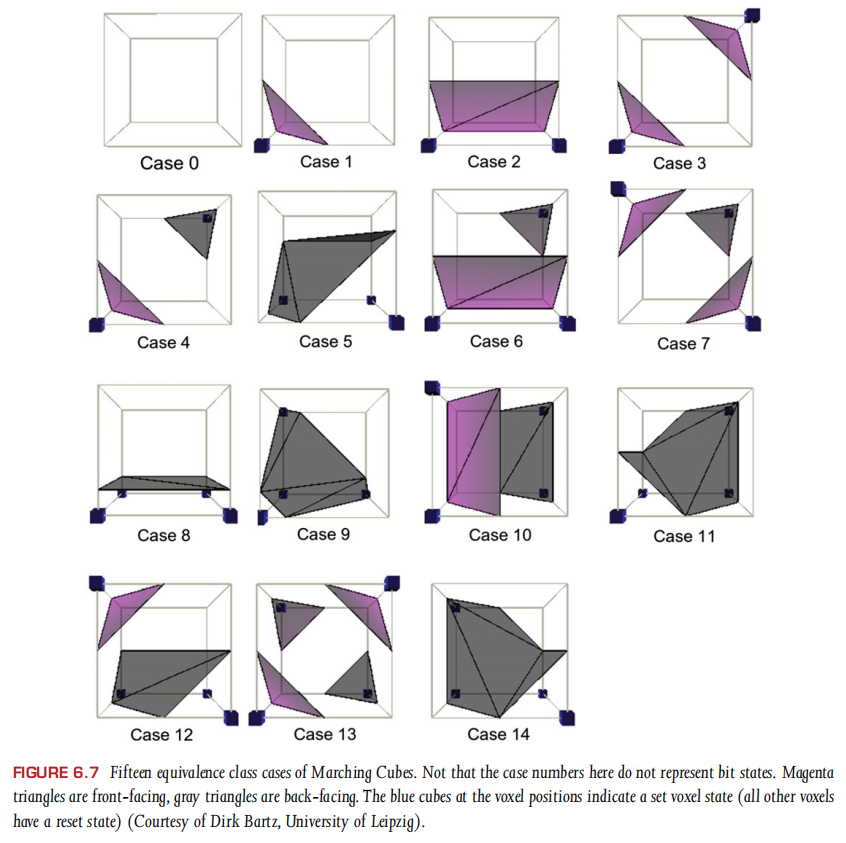 Case 0
Case 1
Case 2
Case 3
Case 4
Case 5
Case 6
Case 7
Case 8
Case 9
Case 10
Case 11
Case 12
Case 13
Case 14
FIGURE 6.7 Fifteen equivalence class cases of Marching Cubes. Not that the case numbers here do not represent bit states. Magenta
triangles are front-facing, gray triangles are back-facing. The blue cubes at the voxel positions indicate a set voxel state (all other voxels
have a reset state) (Courtesy of Dirk Bartz, University of Leipzig).